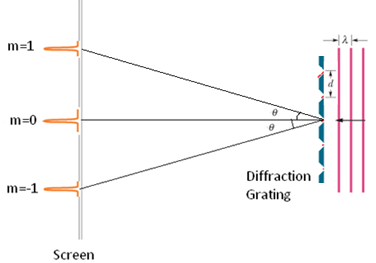 m=1
λ
d
θ
m=0
θ
Diffraction
Grating
m=-1
Screen